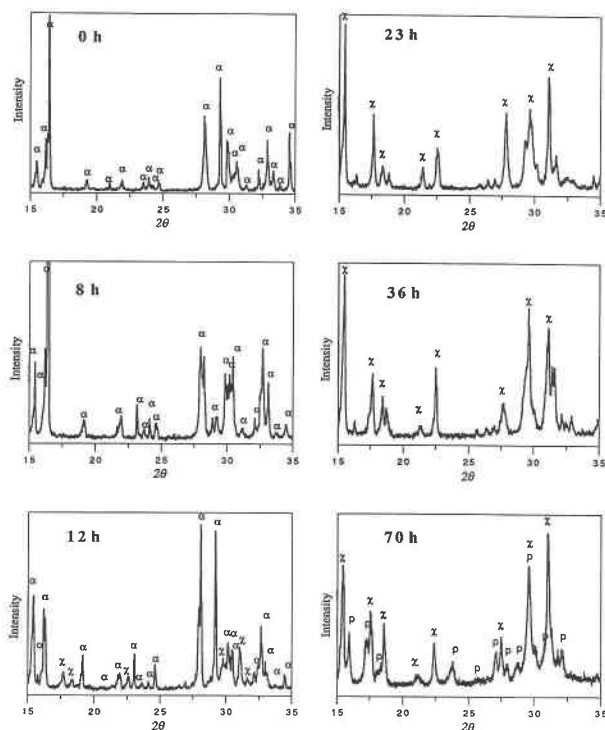 0 h
α α α α α α α α α α α α α α α α α α α
Intensity
15 20 25 30 35
2θ
23 h
χ χ χ χ χ χ χ χ
Intensity
15 20 25 30 35
2θ
8 h
α α α α α α α α α α α α α α α α α
Intensity
15 20 25 30 35
2θ
36 h
χ χ χ χ χ χ χ χ
Intensity
15 20 25 30 35
2θ
12 h
α α α χ χ α α α χ α α α α α α χ α α χ χ α α α α α
Intensity
15 20 25 30 35
2θ
70 h
χ p p χ p χ χ χ p p p χ p p χ p χ p p
Intensity
15 20 25 30 35
2θ